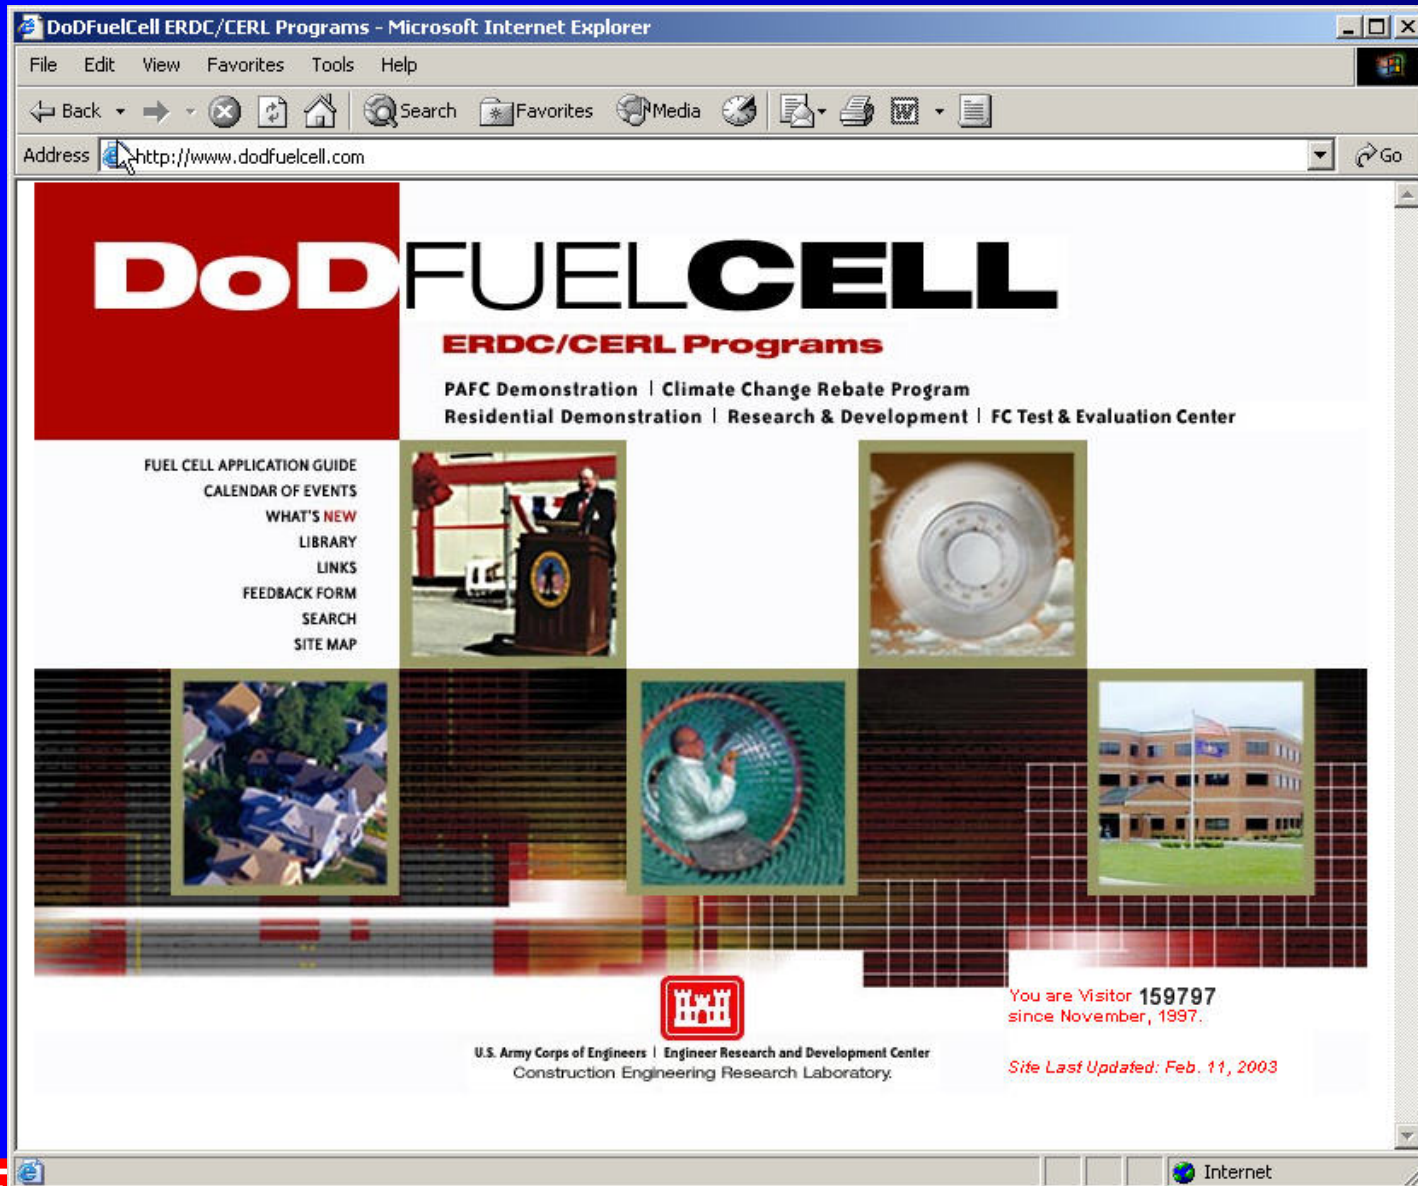 DoDFuelCell ERDC/CERL Programs - Microsoft Internet Explorer
File Edit View Favorites Tools Help
Back Search Favorites Media
Address http://www.dodfuelcell.com Go
DoDFUELCELL
ERDC/CERL Programs
PAFC Demonstration | Climate Change Rebate Program
Residential Demonstration | Research & Development | FC Test & Evaluation Center
FUEL CELL APPLICATION GUIDE
CALENDAR OF EVENTS
WHAT'S NEW
LIBRARY
LINKS
FEEDBACK FORM
SEARCH
SITE MAP
You are Visitor 159797
since November, 1997.
U.S. Army Corps of Engineers | Engineer Research and Development Center
Construction Engineering Research Laboratory.
Site Last Updated: Feb. 11, 2003
Internet